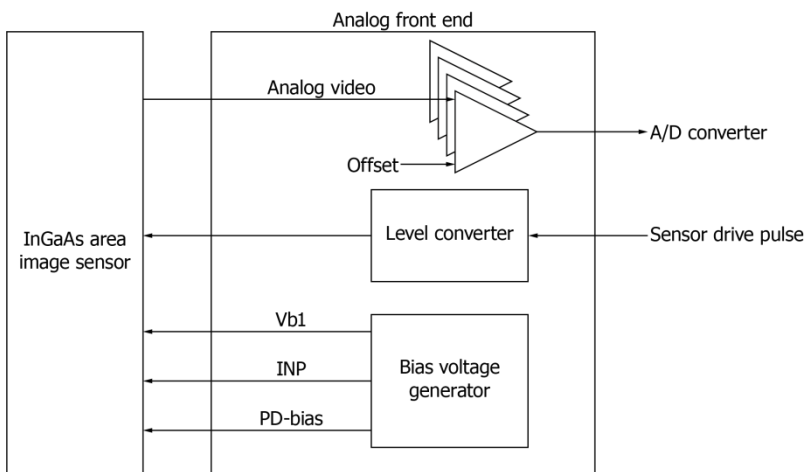 Analog front end
Analog video
A/D converter
Offset
InGaAs area
image sensor
Level converter
Sensor drive pulse
Vb1
INP
Bias voltage
generator
PD-bias